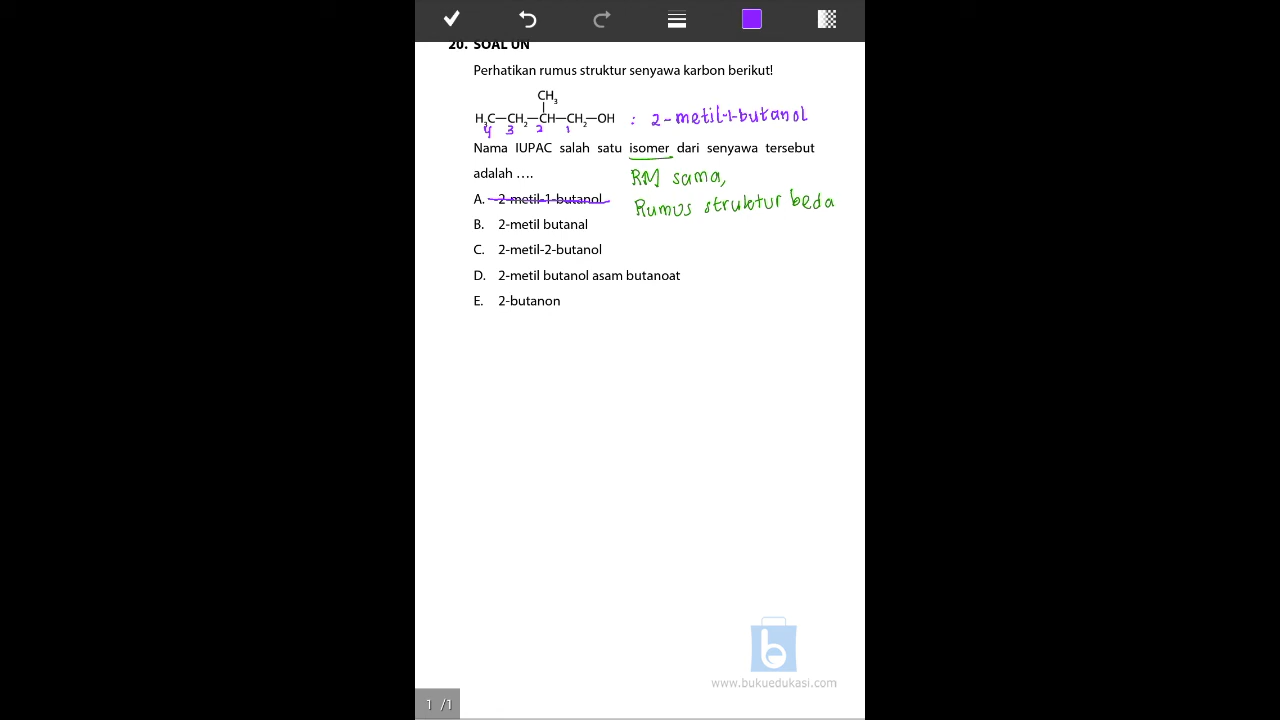 20. SOAL UN
Perhatikan rumus struktur senyawa karbon berikut!
CH3
H3C—CH2—CH—CH2—OH : 2-metil-1-butanol
4 3 2 1
Nama IUPAC salah satu isomer dari senyawa tersebut
adalah ....
RM sama,
A. 2-metil-1-butanol
Rumus struktur beda
B. 2-metil butanal
C. 2-metil-2-butanol
D. 2-metil butanol asam butanoat
E. 2-butanon
b
www.bukuedukasi.com
1 /1